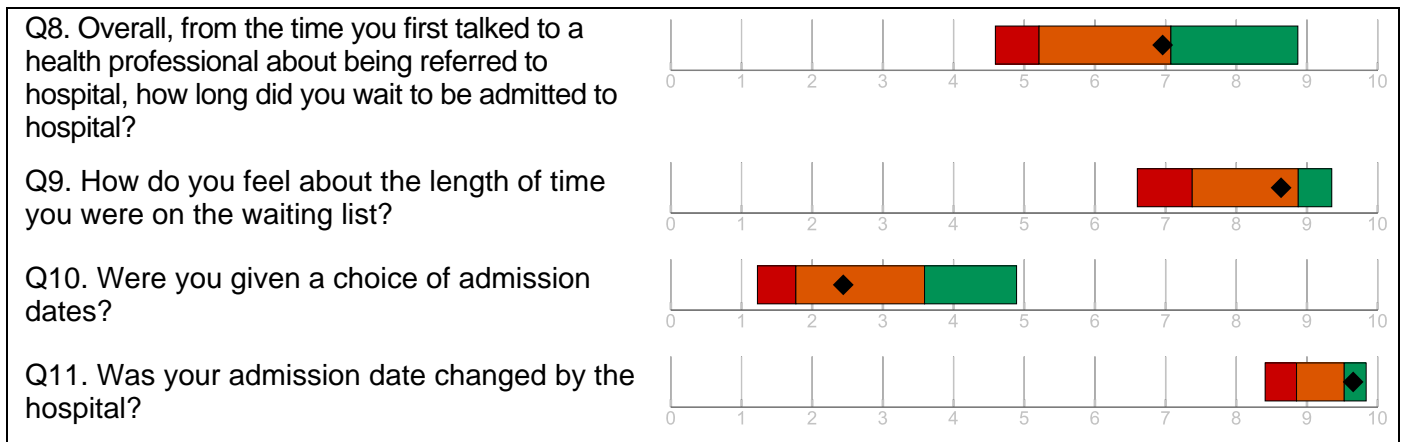 Q8. Overall, from the time you first talked to a
health professional about being referred to
hospital, how long did you wait to be admitted to
hospital?
0 1 2 3 4 5 6 7 8 9 10
Q9. How do you feel about the length of time
you were on the waiting list?
0 1 2 3 4 5 6 7 8 9 10
Q10. Were you given a choice of admission
dates?
0 1 2 3 4 5 6 7 8 9 10
Q11. Was your admission date changed by the
hospital?
0 1 2 3 4 5 6 7 8 9 10